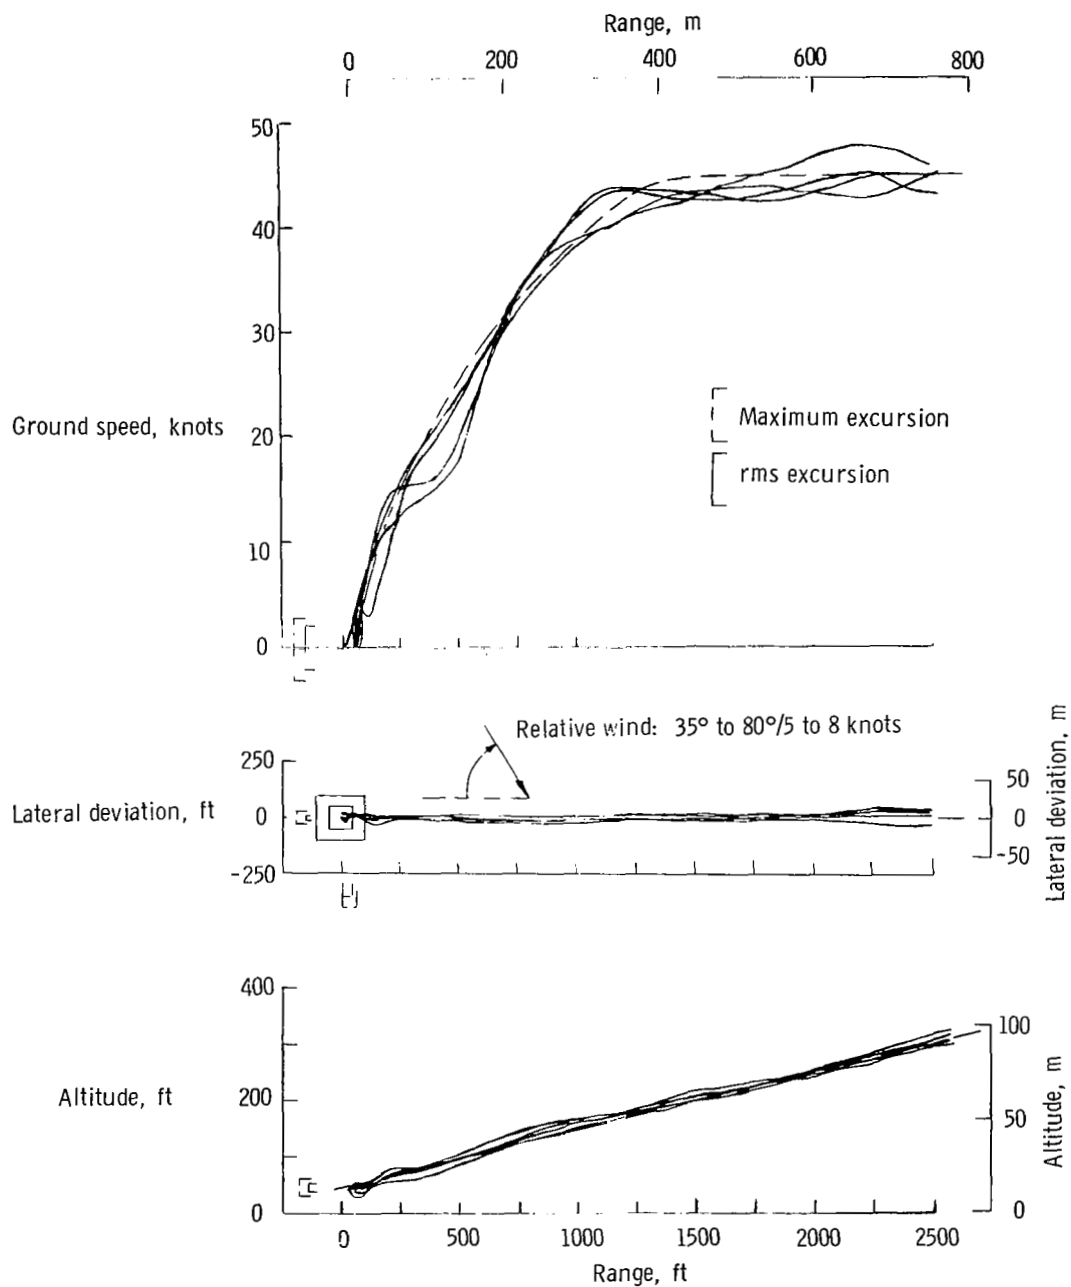 Range, m
0 200 400 600 800
50
40
30
Ground speed, knots
20
10
0
Maximum excursion
rms excursion
Relative wind: 35° to 80°/5 to 8 knots
250
Lateral deviation, ft
0
-250
50
0
-50
Lateral deviation, m
400
Altitude, ft
200
0
100
50
0
Altitude, m
0 500 1000 1500 2000 2500
Range, ft